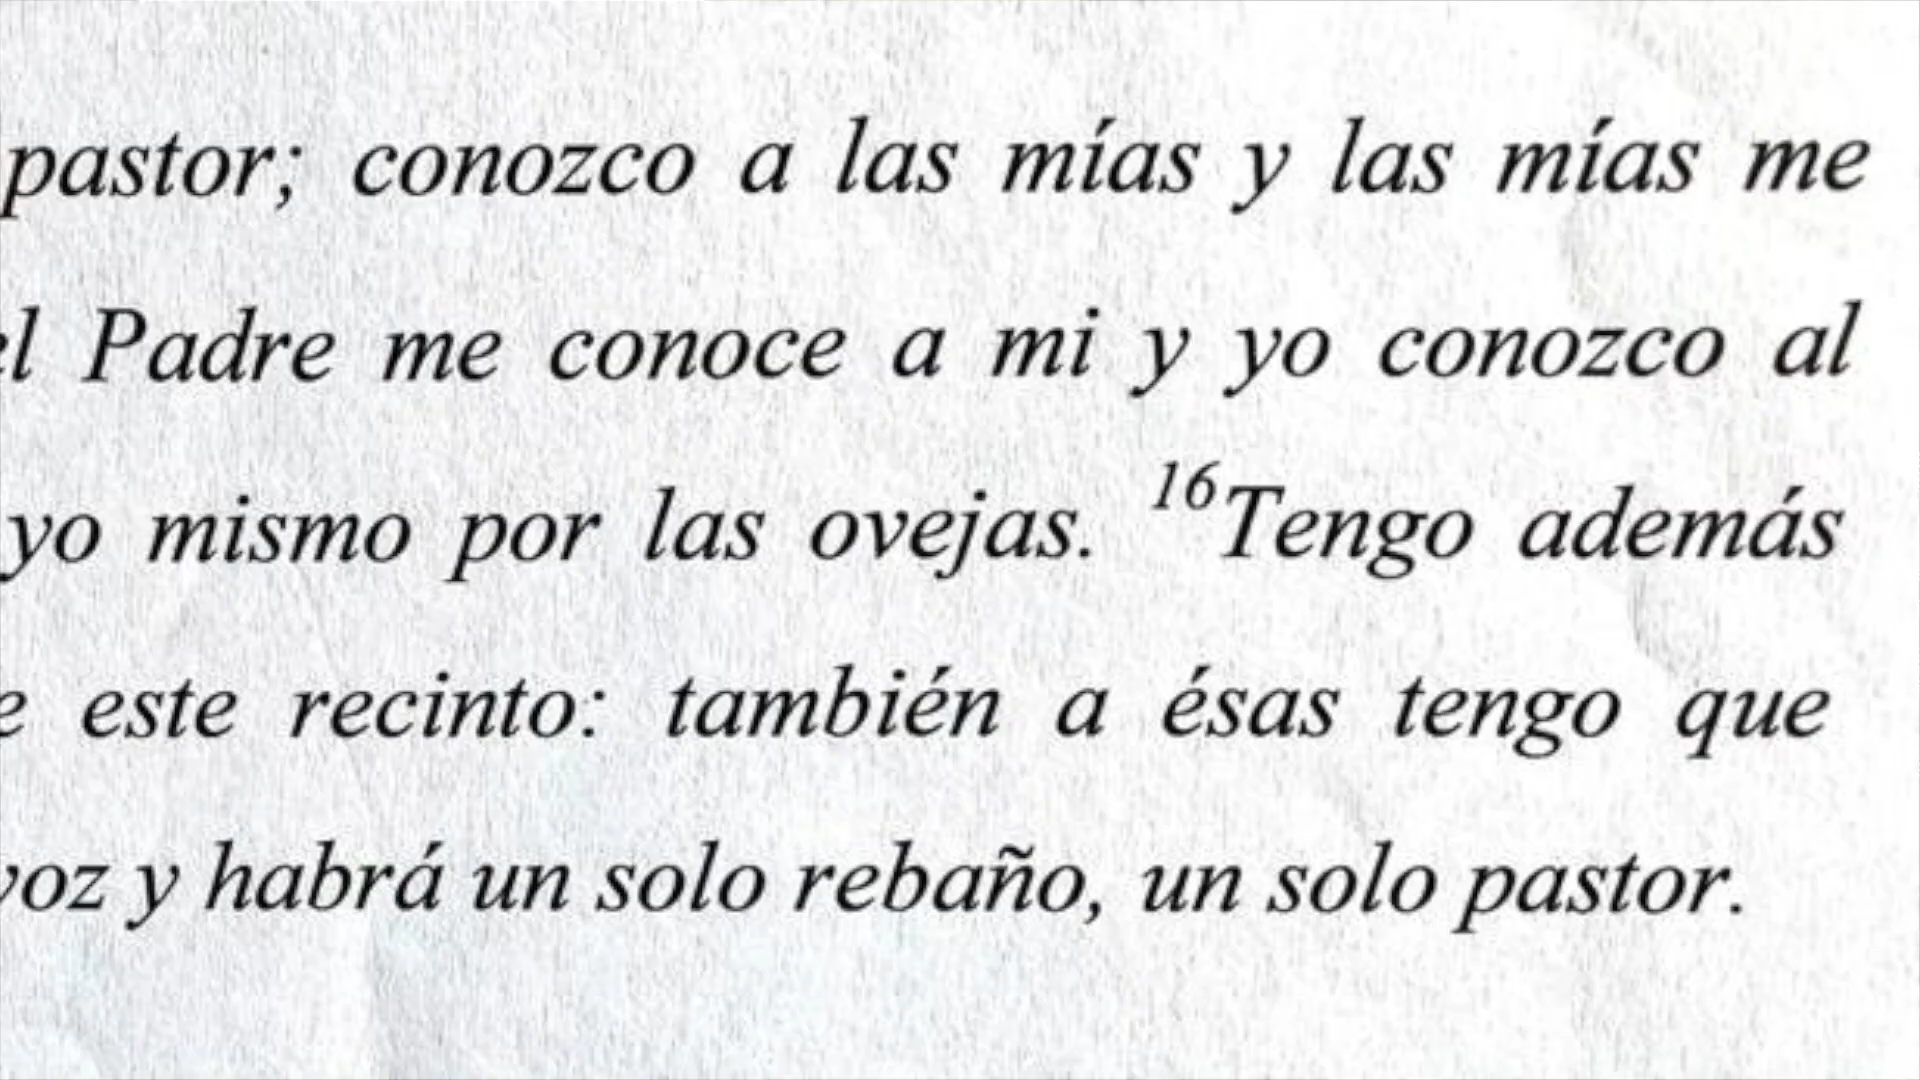 pastor; conozco a las mías y las mías me
el Padre me conoce a mi y yo conozco al
yo mismo por las ovejas. 16Tengo además
este recinto: también a ésas tengo que
voz y habrá un solo rebaño, un solo pastor.